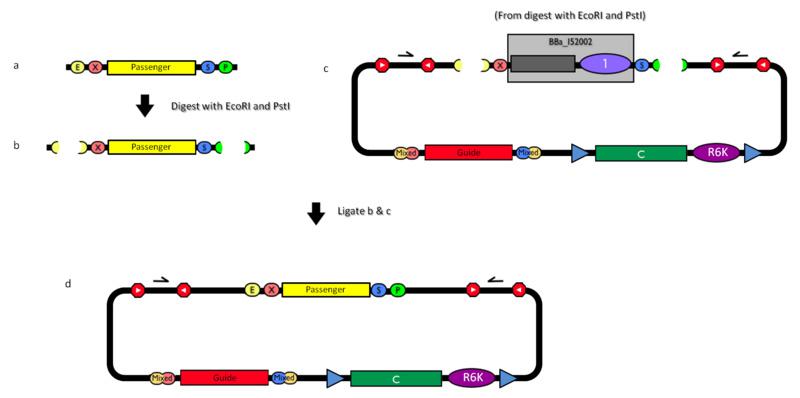 (From digest with EcoRI and PstI)
BBa_I52002
a
E X Passenger S P
c
X 1 S
Digest with EcoRI and PstI
b
X Passenger S
Mixed Guide Mixed C R6K
Ligate b & c
d
E X Passenger S P
Mixed Guide Mixed C R6K